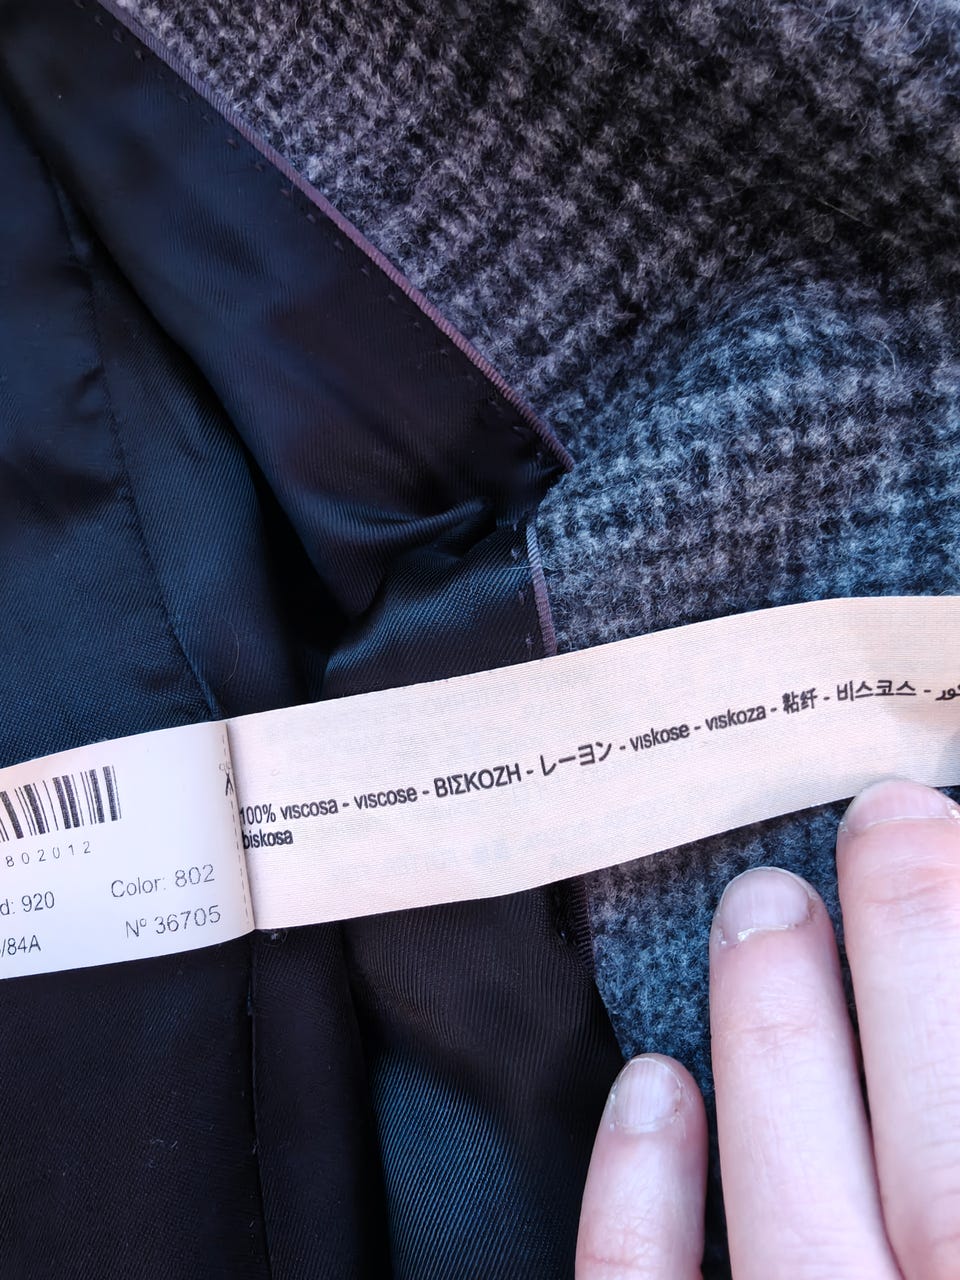 802012
d: 920
Color: 802
/84A
Nº 36705
100% viscosa - viscose - ΒΙΣΚΟΖΗ - レーヨン - viskose - viskoza - 粘纤 - 비스코스 -
biskosa